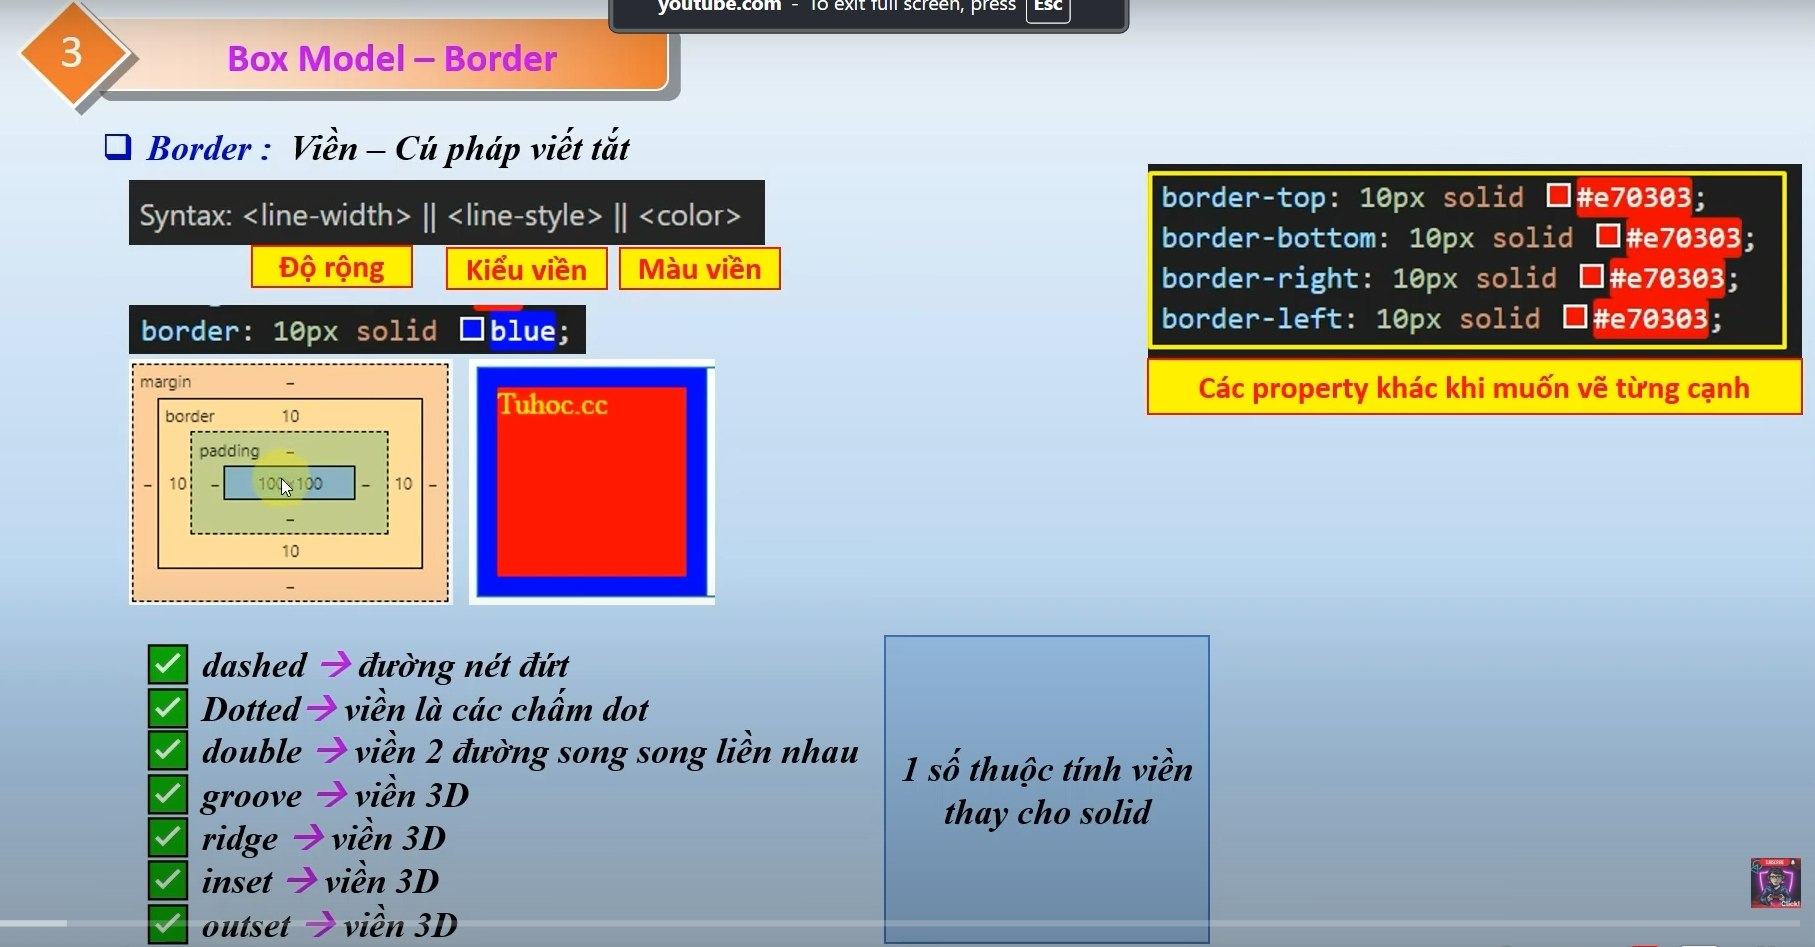 youtube.com - To exit full screen, press Esc
3
Box Model – Border
Border : Viền – Cú pháp viết tắt
Syntax: <line-width> || <line-style> || <color>
Độ rộng
Kiểu viền
Màu viền
border: 10px solid blue;
margin
–
border
10
padding
–
– 10 – 100×100 – 10 –
–
10
–
Tuhoc.cc
border-top: 10px solid #e70303;
border-bottom: 10px solid #e70303;
border-right: 10px solid #e70303;
border-left: 10px solid #e70303;
Các property khác khi muốn vẽ từng cạnh
dashed → đường nét đứt
Dotted → viền là các chấm dot
double → viền 2 đường song song liền nhau
groove → viền 3D
ridge → viền 3D
inset → viền 3D
outset → viền 3D
1 số thuộc tính viền
thay cho solid